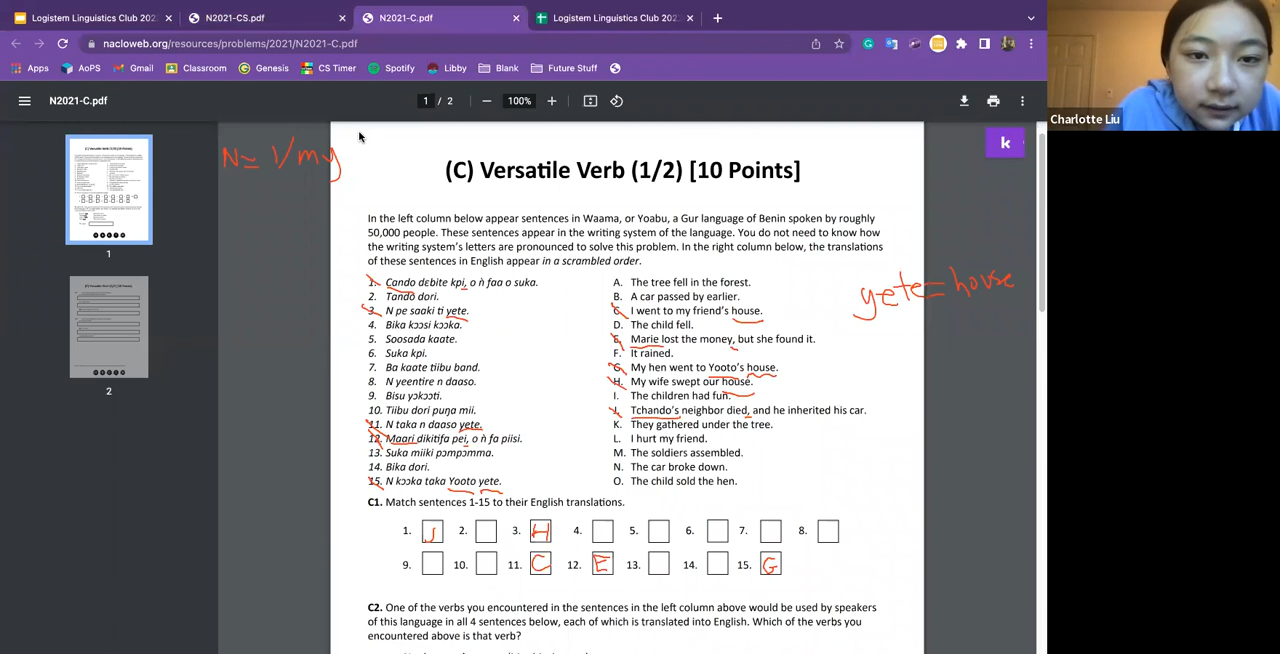 Logistem Linguistics Club 202
N2021-CS.pdf
N2021-C.pdf
Logistem Linguistics Club 202
nacloweb.org/resources/problems/2021/N2021-C.pdf
Apps
AoPS
Gmail
Classroom
Genesis
CS Timer
Spotify
Libby
Blank
Future Stuff
N2021-C.pdf
1 / 2
100%
Charlotte Liu
k
N= 1/my
(C) Versatile Verb (1/2) [10 Points]
In the left column below appear sentences in Waama, or Yoabu, a Gur language of Benin spoken by roughly
50,000 people. These sentences appear in the writing system of the language. You do not need to know how
the writing system's letters are pronounced to solve this problem. In the right column below, the translations
of these sentences in English appear in a scrambled order.
1. Cando dɛbite kpi, o ǹ faa o suka.
2. Tando dori.
3. N pe saaki ti yete.
4. Bika kɔɔsi kɔɔka.
5. Soosada kaate.
6. Suka kpi.
7. Ba kaate tiibu band.
8. N yeentire n daaso.
9. Bisu yɔkɔɔti.
10. Tiibu dori puŋa mii.
11. N taka n daaso yete.
12. Maari dikitifa pei, o ǹ fa piisi.
13. Suka miiki pɔmpɔmma.
14. Bika dori.
15. N kɔɔka taka Yooto yete.
A. The tree fell in the forest.
B. A car passed by earlier.
C. I went to my friend's house.
D. The child fell.
E. Marie lost the money, but she found it.
F. It rained.
G. My hen went to Yooto's house.
H. My wife swept our house.
I. The children had fun.
J. Tchando's neighbor died, and he inherited his car.
K. They gathered under the tree.
L. I hurt my friend.
M. The soldiers assembled.
N. The car broke down.
O. The child sold the hen.
yete=house
C1. Match sentences 1-15 to their English translations.
1. J 2. 3. H 4. 5. 6. 7. 8.
9. 10. 11. C 12. E 13. 14. 15. G
C2. One of the verbs you encountered in the sentences in the left column above would be used by speakers
of this language in all 4 sentences below, each of which is translated into English. Which of the verbs you
encountered above is that verb?
1
2